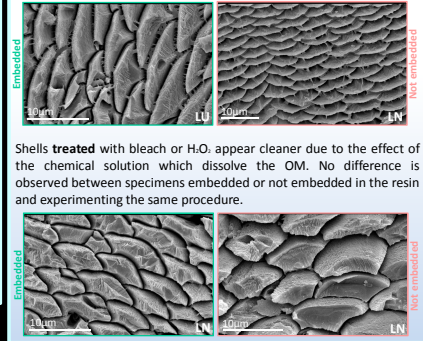 Embedded
10μm
LU
10μm
LN
Not embedded
Shells treated with bleach or H₂O₂ appear cleaner due to the effect of
the chemical solution which dissolve the OM. No difference is
observed between specimens embedded or not embedded in the resin
and experimenting the same procedure.
Embedded
10μm
LN
10μm
LN
Not embedded